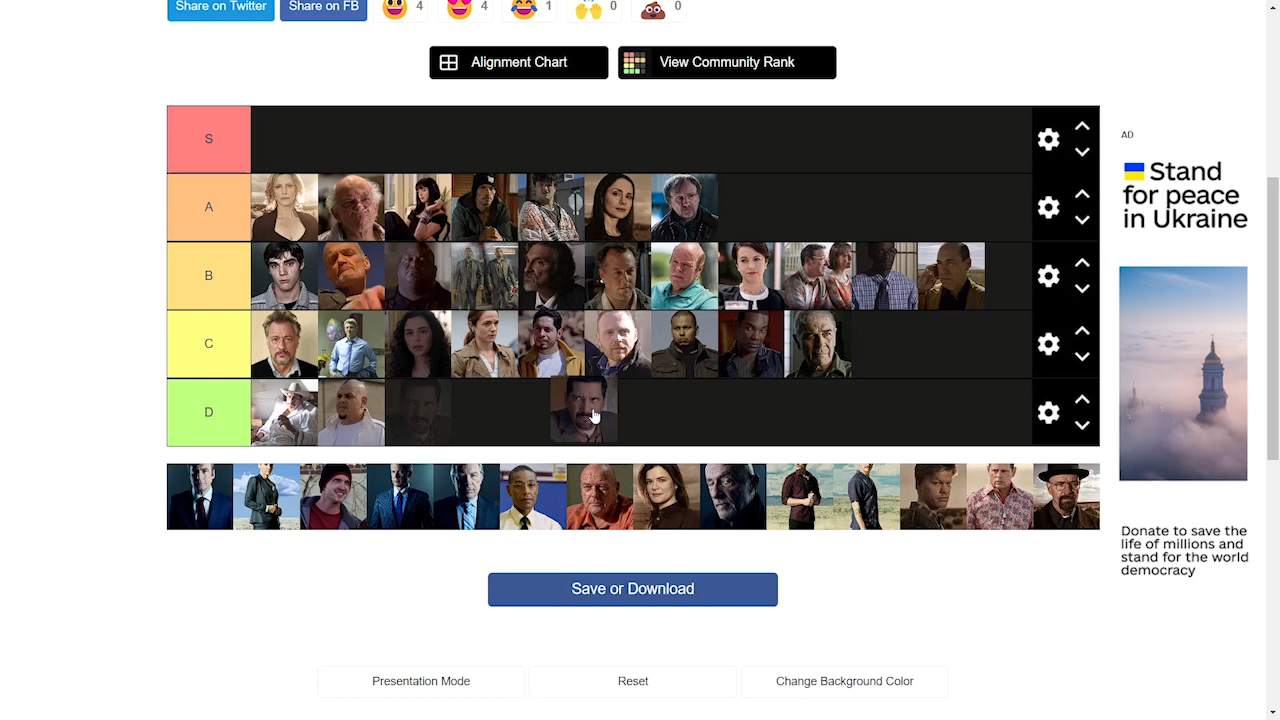 Share on Twitter
Share on FB
4
4
1
0
0
Alignment Chart
View Community Rank
S
A
B
C
D
AD
Stand
for peace
in Ukraine
Donate to save the
life of millions and
stand for the world
democracy
Save or Download
Presentation Mode
Reset
Change Background Color